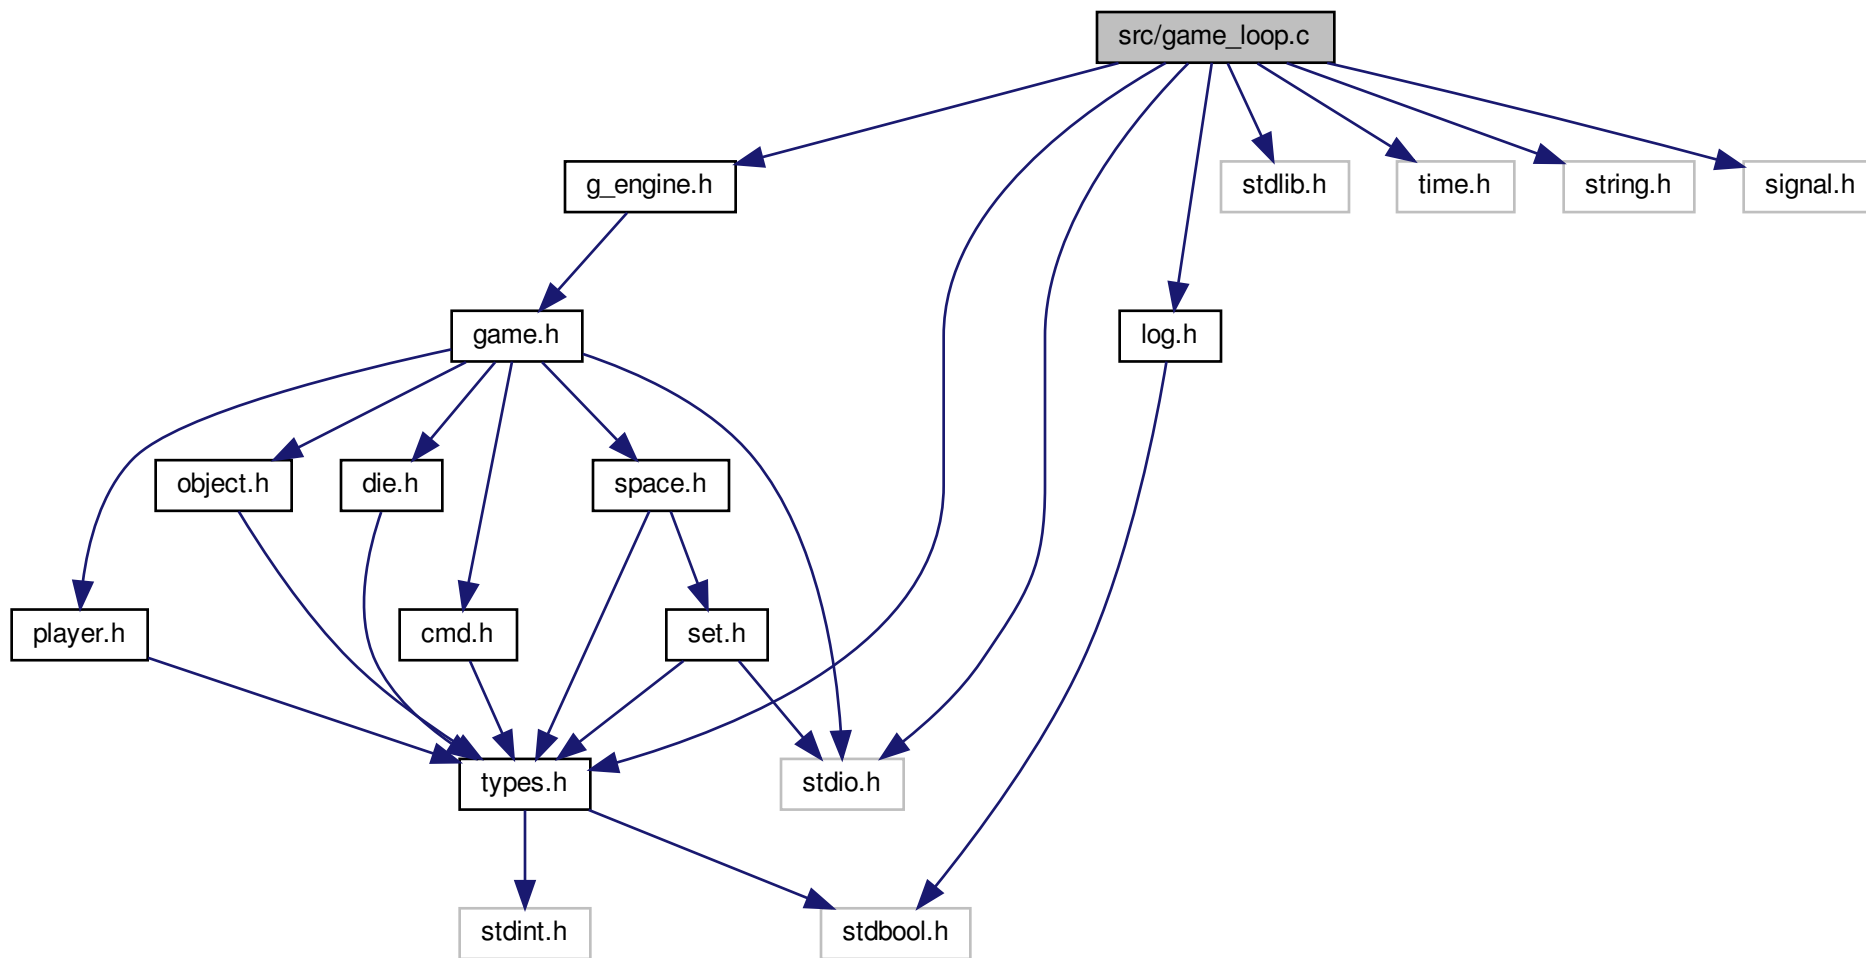 src/game_loop.c
g_engine.h
stdlib.h
time.h
string.h
signal.h
game.h
log.h
object.h
die.h
space.h
player.h
cmd.h
set.h
types.h
stdio.h
stdint.h
stdbool.h